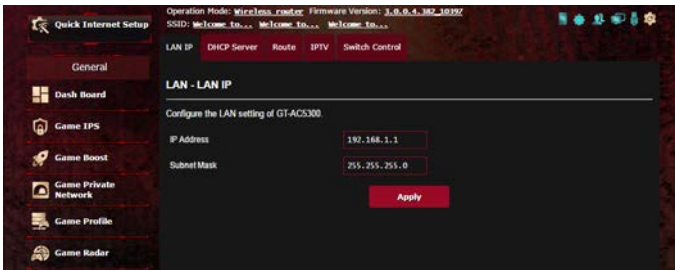 Quick Internet Setup
General
Dash Board
Game IPS
Game Boost
Game Private
Network
Game Profile
Game Radar
Operation Mode: Wireless router Firmware Version: 3.0.0.4.382_10397
SSID: Welcome to... Welcome to... Welcome to...
LAN IP DHCP Server Route IPTV Switch Control
LAN - LAN IP
Configure the LAN setting of GT-AC5300.
IP Address 192.168.1.1
Subnet Mask 255.255.255.0
Apply